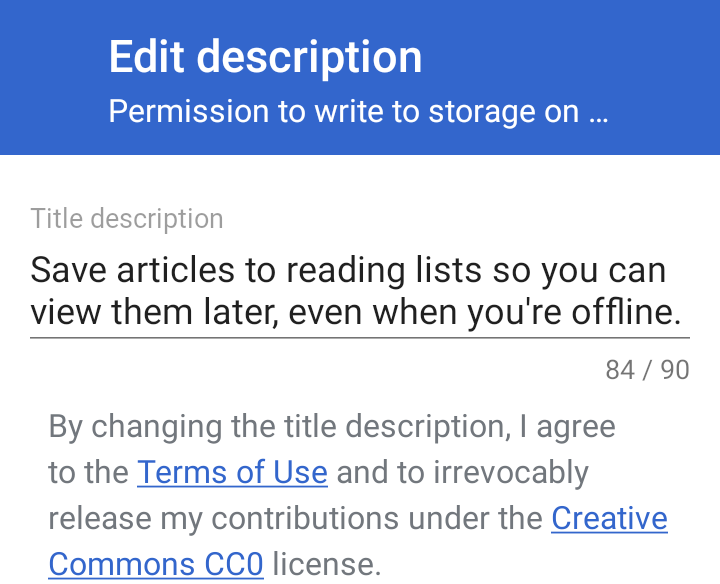 Edit description
Permission to write to storage on ...
Title description
Save articles to reading lists so you can
view them later, even when you're offline.
84 / 90
By changing the title description, I agree
to the Terms of Use and to irrevocably
release my contributions under the Creative
Commons CC0 license.